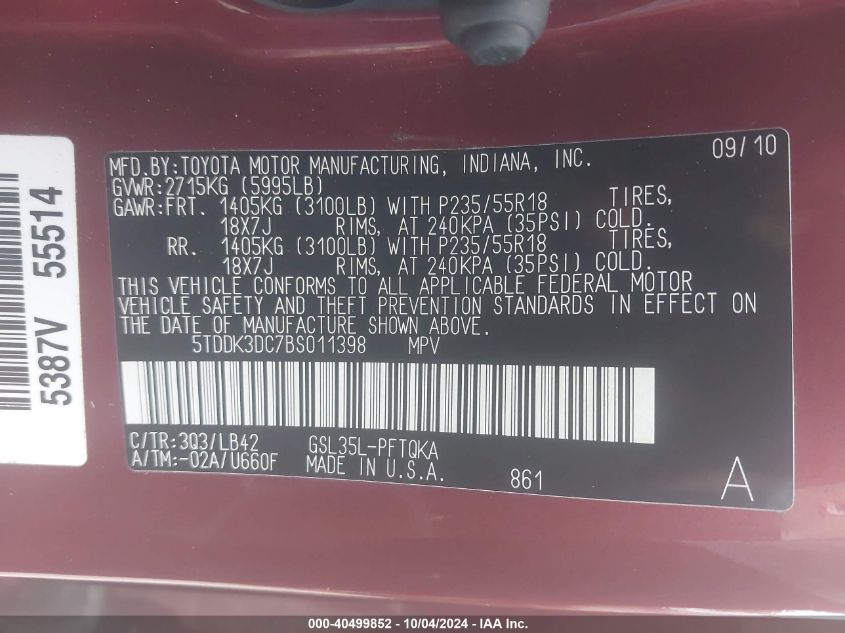 5387V 55514
09/10
MFD.BY:TOYOTA MOTOR MANUFACTURING, INDIANA, INC.
GVWR:2715KG (5995LB)
GAWR:FRT. 1405KG (3100LB) WITH P235/55R18 TIRES,
18X7J RIMS, AT 240KPA (35PSI) COLD.
RR. 1405KG (3100LB) WITH P235/55R18 TIRES,
18X7J RIMS, AT 240KPA (35PSI) COLD.
THIS VEHICLE CONFORMS TO ALL APPLICABLE FEDERAL MOTOR
VEHICLE SAFETY AND THEFT PREVENTION STANDARDS IN EFFECT ON
THE DATE OF MANUFACTURE SHOWN ABOVE.
5TDDK3DC7BS011398 MPV
C/TR:3Q3/LB42 GSL35L-PFTQKA
A/TM:-02A/U660F MADE IN U.S.A.
861
A
000-40499852 - 10/04/2024 - IAA Inc.